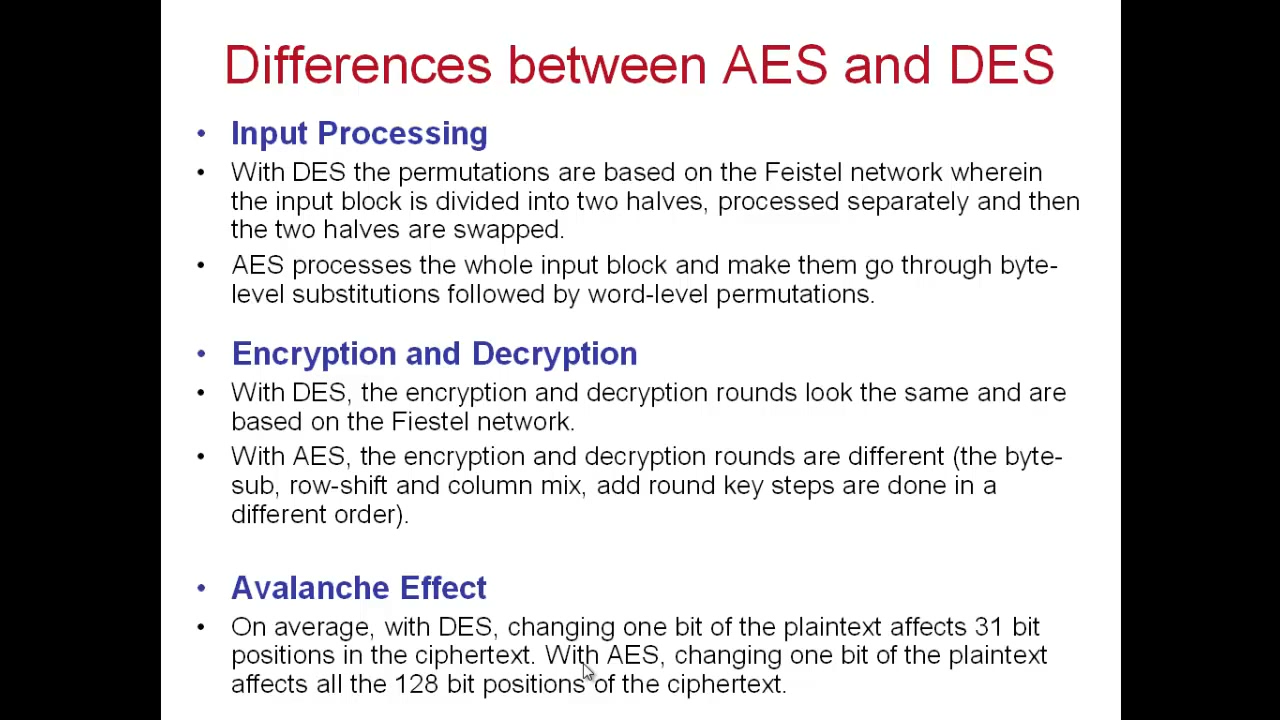 Differences between AES and DES
• Input Processing
• With DES the permutations are based on the Feistel network wherein
the input block is divided into two halves, processed separately and then
the two halves are swapped.
• AES processes the whole input block and make them go through byte-
level substitutions followed by word-level permutations.
• Encryption and Decryption
• With DES, the encryption and decryption rounds look the same and are
based on the Fiestel network.
• With AES, the encryption and decryption rounds are different (the byte-
sub, row-shift and column mix, add round key steps are done in a
different order).
• Avalanche Effect
• On average, with DES, changing one bit of the plaintext affects 31 bit
positions in the ciphertext. With AES, changing one bit of the plaintext
affects all the 128 bit positions of the ciphertext.